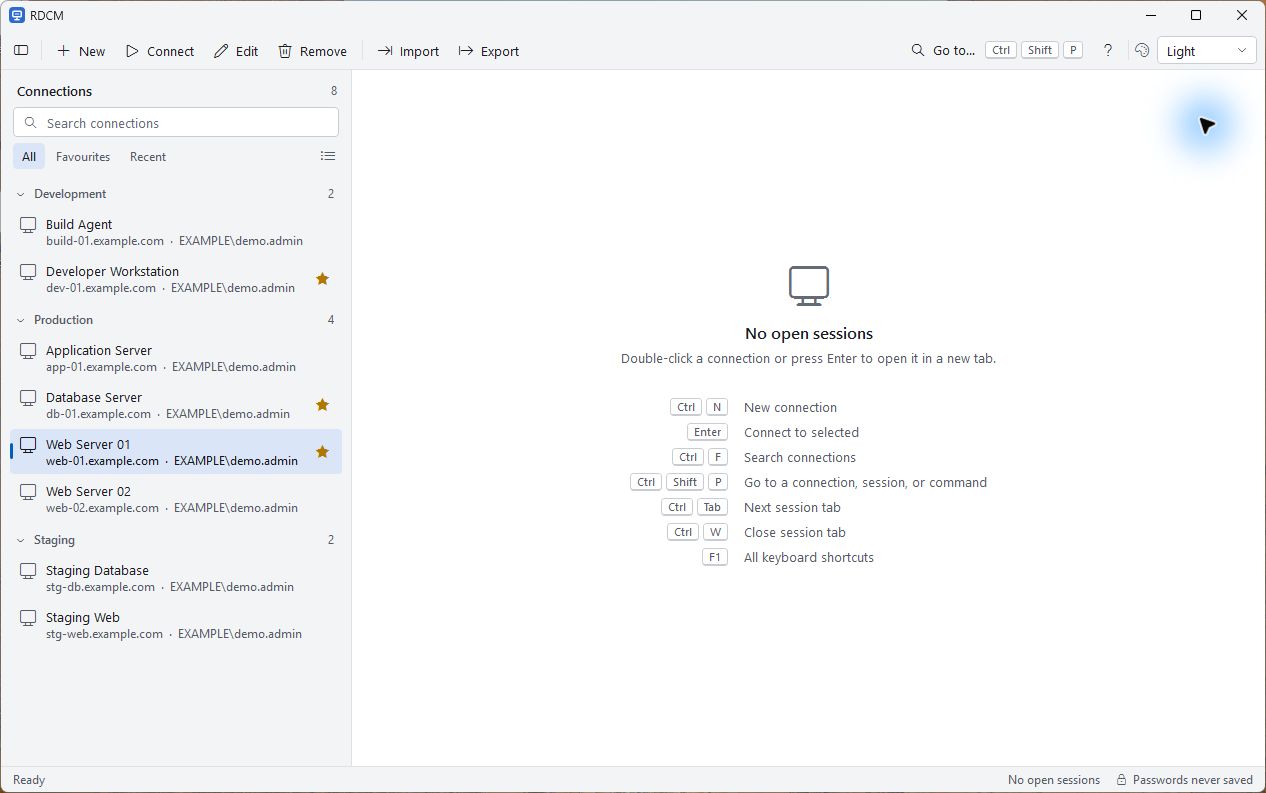 RDCM
New Connect Edit Remove Import Export Go to... Ctrl Shift P ? Light
Connections 8
Search connections
All Favourites Recent
Development 2
Build Agent
build-01.example.com · EXAMPLE\demo.admin
Developer Workstation
dev-01.example.com · EXAMPLE\demo.admin
Production 4
Application Server
app-01.example.com · EXAMPLE\demo.admin
Database Server
db-01.example.com · EXAMPLE\demo.admin
Web Server 01
web-01.example.com · EXAMPLE\demo.admin
Web Server 02
web-02.example.com · EXAMPLE\demo.admin
Staging 2
Staging Database
stg-db.example.com · EXAMPLE\demo.admin
Staging Web
stg-web.example.com · EXAMPLE\demo.admin
No open sessions
Double-click a connection or press Enter to open it in a new tab.
Ctrl N New connection
Enter Connect to selected
Ctrl F Search connections
Ctrl Shift P Go to a connection, session, or command
Ctrl Tab Next session tab
Ctrl W Close session tab
F1 All keyboard shortcuts
Ready No open sessions Passwords never saved